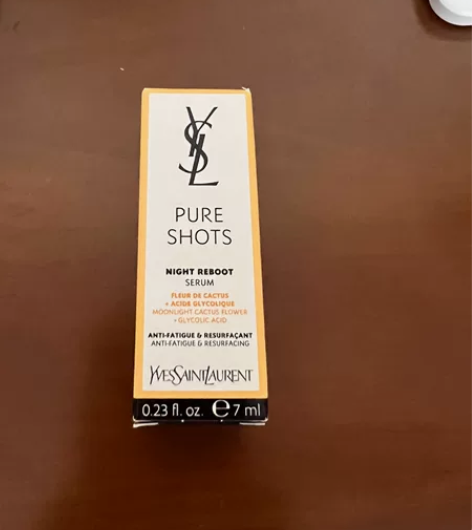 YSL
PURE
SHOTS
NIGHT REBOOT
SERUM
FLEUR DE CACTUS
+ ACIDE GLYCOLIQUE
MOONLIGHT CACTUS FLOWER
+ GLYCOLIC ACID
ANTI-FATIGUE & RESURFAÇANT
ANTI-FATIGUE & RESURFACING
YVESSAINTLAURENT
0.23 fl. oz. ℮ 7 ml